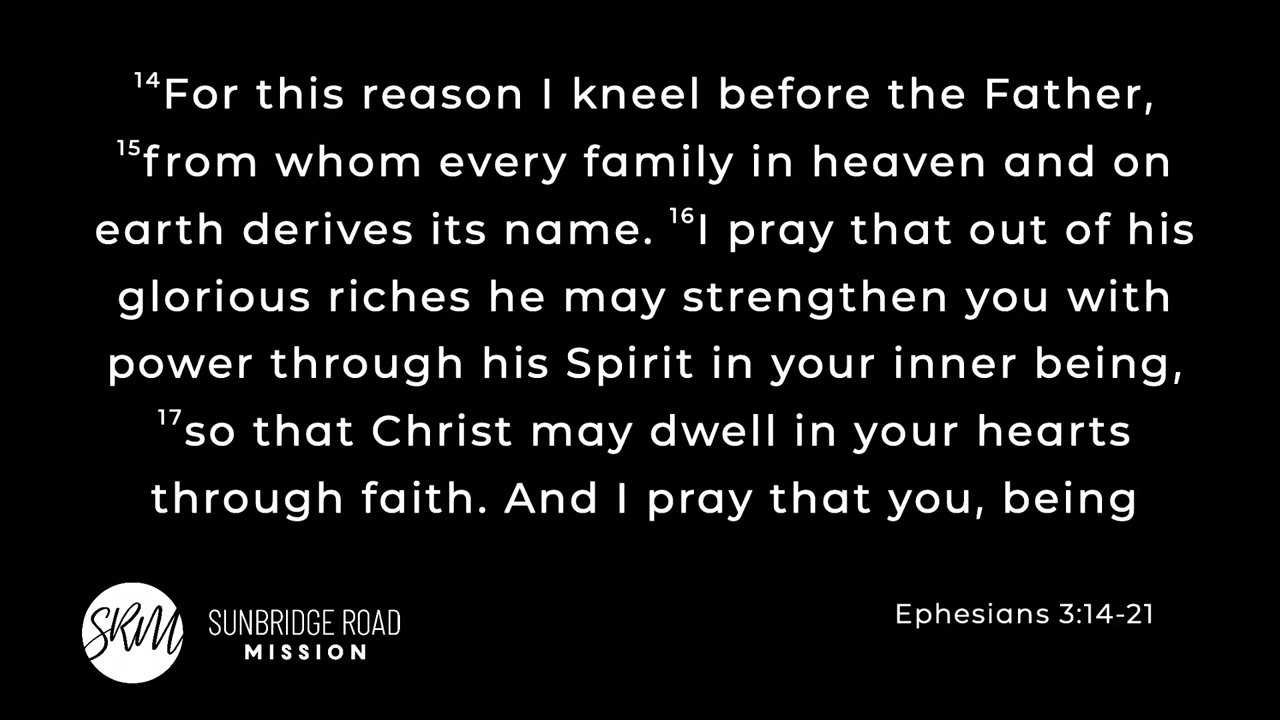 14For this reason I kneel before the Father,
15from whom every family in heaven and on
earth derives its name. 16I pray that out of his
glorious riches he may strengthen you with
power through his Spirit in your inner being,
17so that Christ may dwell in your hearts
through faith. And I pray that you, being
SRM
SUNBRIDGE ROAD
MISSION
Ephesians 3:14-21